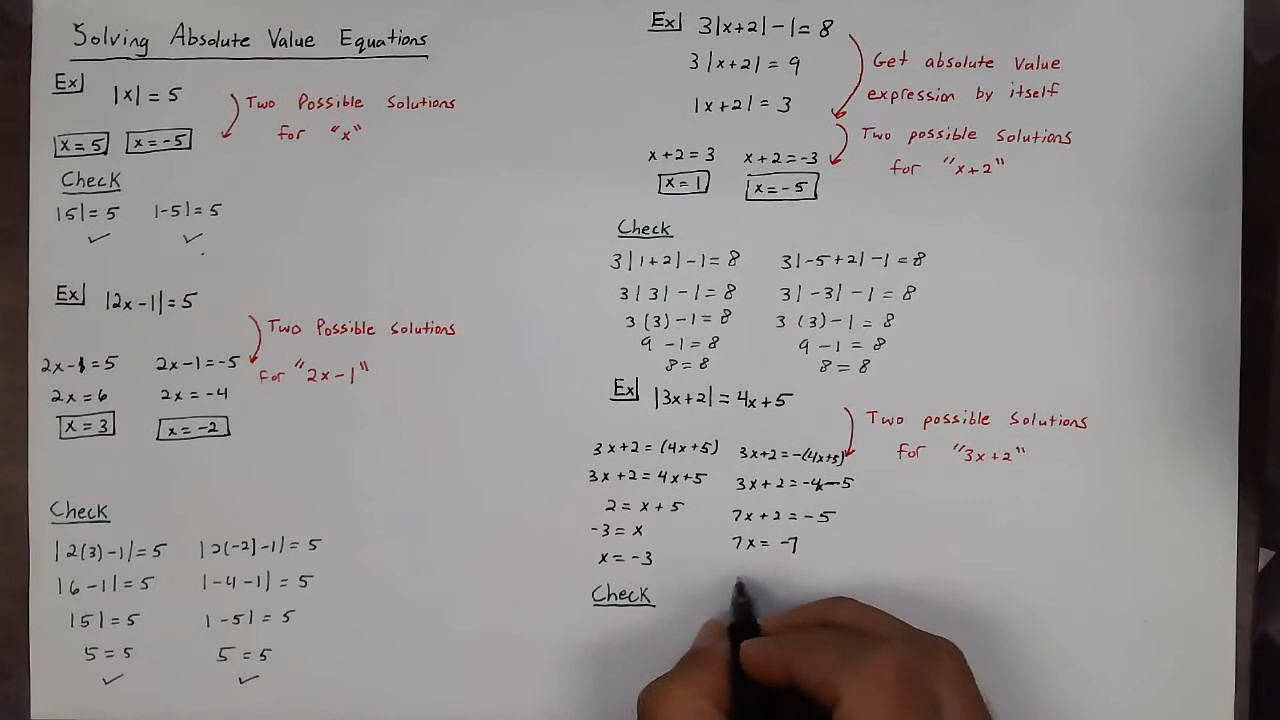 Solving Absolute Value Equations
Ex
|x| = 5
Two Possible Solutions
for "x"
x = 5 x = -5
Check
|5| = 5 |-5| = 5
Ex
|2x - 1| = 5
Two Possible Solutions
for "2x - 1"
2x - 1 = 5 2x - 1 = -5
2x = 6 2x = -4
x = 3 x = -2
Check
|2(3) - 1| = 5 |2(-2) - 1| = 5
|6 - 1| = 5 |-4 - 1| = 5
|5| = 5 |-5| = 5
5 = 5 5 = 5
Ex 3|x+2| - 1 = 8
3|x+2| = 9
|x+2| = 3
Get absolute value
expression by itself
Two possible solutions
for "x+2"
x+2 = 3 x+2 = -3
x = 1 x = -5
Check
3|1+2| - 1 = 8 3|-5+2| - 1 = 8
3|3| - 1 = 8 3|-3| - 1 = 8
3(3) - 1 = 8 3(3) - 1 = 8
9 - 1 = 8 9 - 1 = 8
8 = 8 8 = 8
Ex |3x+2| = 4x+5
Two possible solutions
for "3x+2"
3x+2 = (4x+5) 3x+2 = -(4x+5)
3x+2 = 4x+5 3x+2 = -4x-5
2 = x+5 7x+2 = -5
-3 = x 7x = -7
x = -3
Check